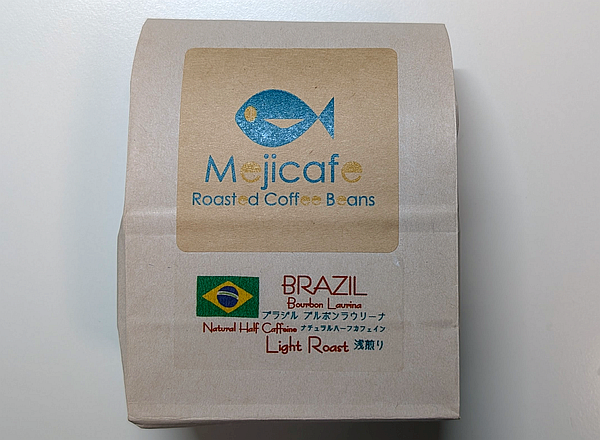 Mejicafe
Roasted Coffee Beans
BRAZIL
Bourbon Laurina
ブラジル ブルボンラウリーナ
Natural Half Caffeine ナチュラルハーフカフェイン
Light Roast 浅煎り